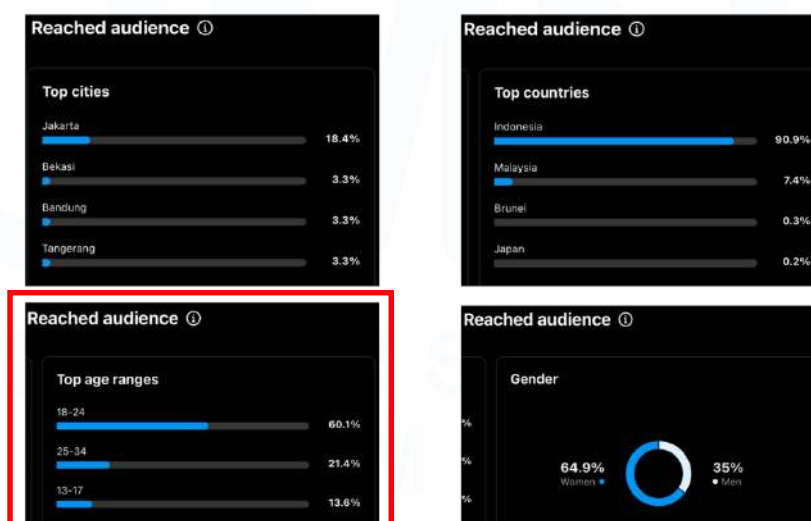 Reached audience
Top cities
Jakarta
18.4%
Bekasi
3.3%
Bandung
3.3%
Tangerang
3.3%
Reached audience
Top countries
Indonesia
90.9%
Malaysia
7.4%
Brunei
0.3%
Japan
0.2%
Reached audience
Top age ranges
18-24
60.1%
25-34
21.4%
13-17
13.6%
Reached audience
Gender
%
%
%
64.9%
Women
35%
Men